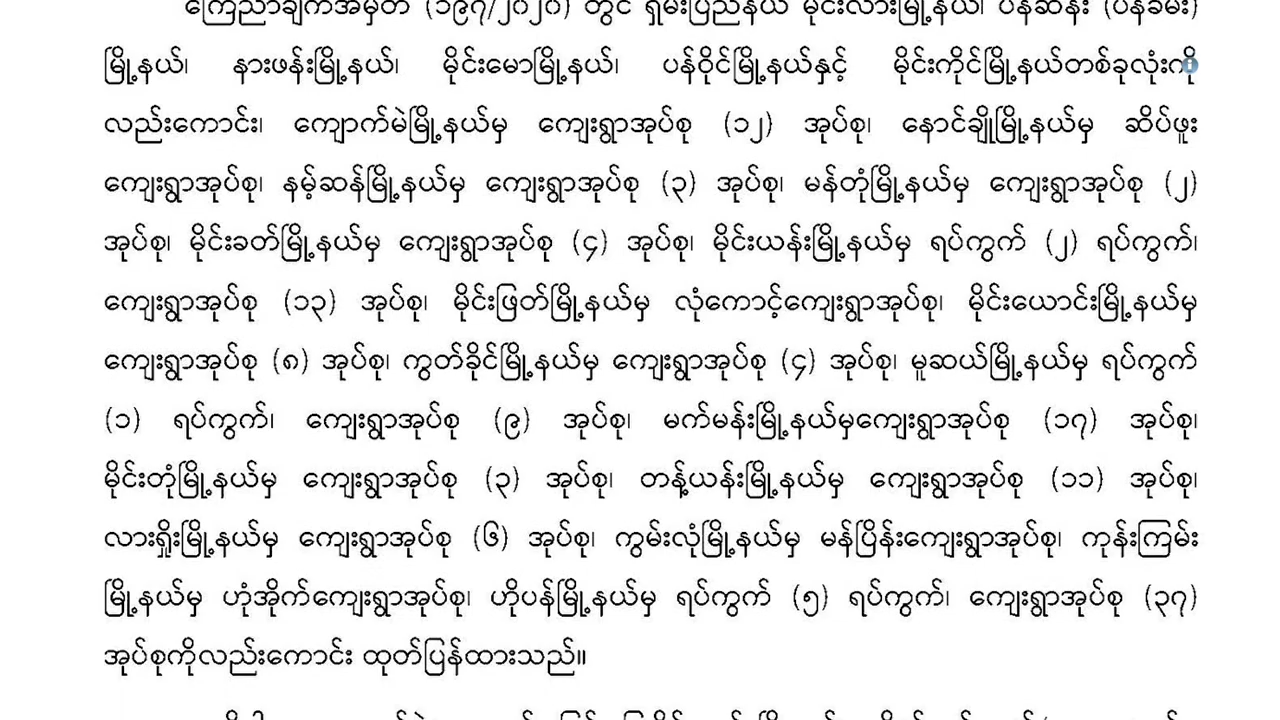 ကြေညာချက်အမှတ် (၁၉၇/၂၀၂၀) တွင် ရှမ်းပြည်နယ် မိုင်းလားမြို့နယ်၊ ပန်ဆန်း (ပန်ခမ်း)
မြို့နယ်၊ နားဖန်းမြို့နယ်၊ မိုင်းမောမြို့နယ်၊ ပန်ဝိုင်မြို့နယ်နှင့် မိုင်းကိုင်မြို့နယ်တစ်ခုလုံးကို
လည်းကောင်း၊ ကျောက်မဲမြို့နယ်မှ ကျေးရွာအုပ်စု (၁၂) အုပ်စု၊ နောင်ချိုမြို့နယ်မှ ဆိပ်ဖူး
ကျေးရွာအုပ်စု၊ နမ့်ဆန်မြို့နယ်မှ ကျေးရွာအုပ်စု (၃) အုပ်စု၊ မန်တုံမြို့နယ်မှ ကျေးရွာအုပ်စု (၂)
အုပ်စု၊ မိုင်းခတ်မြို့နယ်မှ ကျေးရွာအုပ်စု (၄) အုပ်စု၊ မိုင်းယန်းမြို့နယ်မှ ရပ်ကွက် (၂) ရပ်ကွက်၊
ကျေးရွာအုပ်စု (၁၃) အုပ်စု၊ မိုင်းဖြတ်မြို့နယ်မှ လုံကောင့်ကျေးရွာအုပ်စု၊ မိုင်းယောင်းမြို့နယ်မှ
ကျေးရွာအုပ်စု (၈) အုပ်စု၊ ကွတ်ခိုင်မြို့နယ်မှ ကျေးရွာအုပ်စု (၄) အုပ်စု၊ မူဆယ်မြို့နယ်မှ ရပ်ကွက်
(၁) ရပ်ကွက်၊ ကျေးရွာအုပ်စု (၉) အုပ်စု၊ မက်မန်းမြို့နယ်မှကျေးရွာအုပ်စု (၁၇) အုပ်စု၊
မိုင်းတုံမြို့နယ်မှ ကျေးရွာအုပ်စု (၃) အုပ်စု၊ တန့်ယန်းမြို့နယ်မှ ကျေးရွာအုပ်စု (၁၁) အုပ်စု၊
လားရှိုးမြို့နယ်မှ ကျေးရွာအုပ်စု (၆) အုပ်စု၊ ကွမ်းလုံမြို့နယ်မှ မန်ပြိန်းကျေးရွာအုပ်စု၊ ကုန်းကြမ်း
မြို့နယ်မှ ဟုံအိုက်ကျေးရွာအုပ်စု၊ ဟိုပန်မြို့နယ်မှ ရပ်ကွက် (၅) ရပ်ကွက်၊ ကျေးရွာအုပ်စု (၃၇)
အုပ်စုကိုလည်းကောင်း ထုတ်ပြန်ထားသည်။